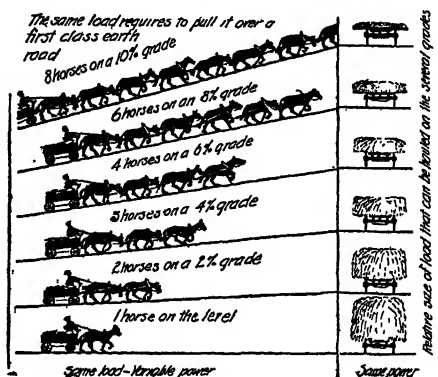 The same load requires to pull it over a
first class earth
road
8 horses on a 10% grade
6 horses on an 8% grade
4 horses on a 6% grade
3 horses on a 4% grade
2 horses on a 2% grade
1 horse on the level
Same load-Variable power
Same power
Relative size of load that can be hauled on the several grades